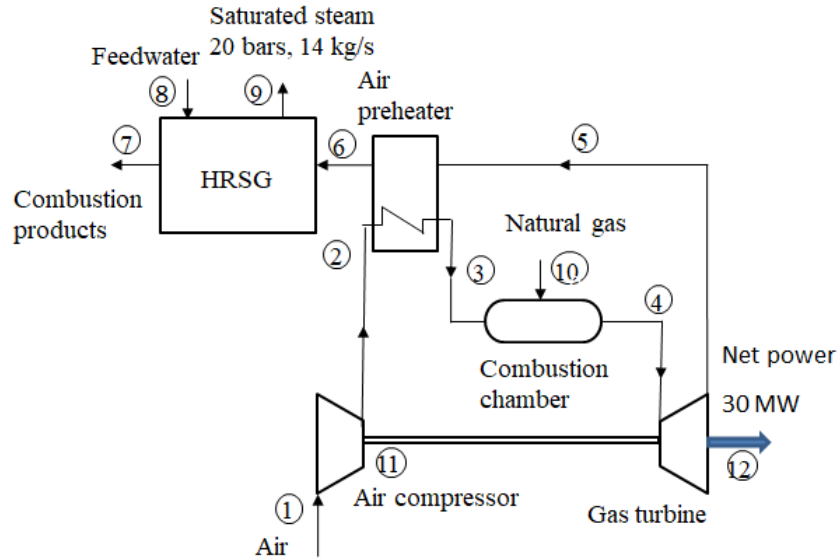 Saturated steam
20 bars, 14 kg/s
Feedwater
Air
preheater
8
9
7
6
5
HRSG
Combustion
products
Natural gas
2
3
10
4
Combustion
chamber
Net power
30 MW
11
12
Air compressor
1
Gas turbine
Air